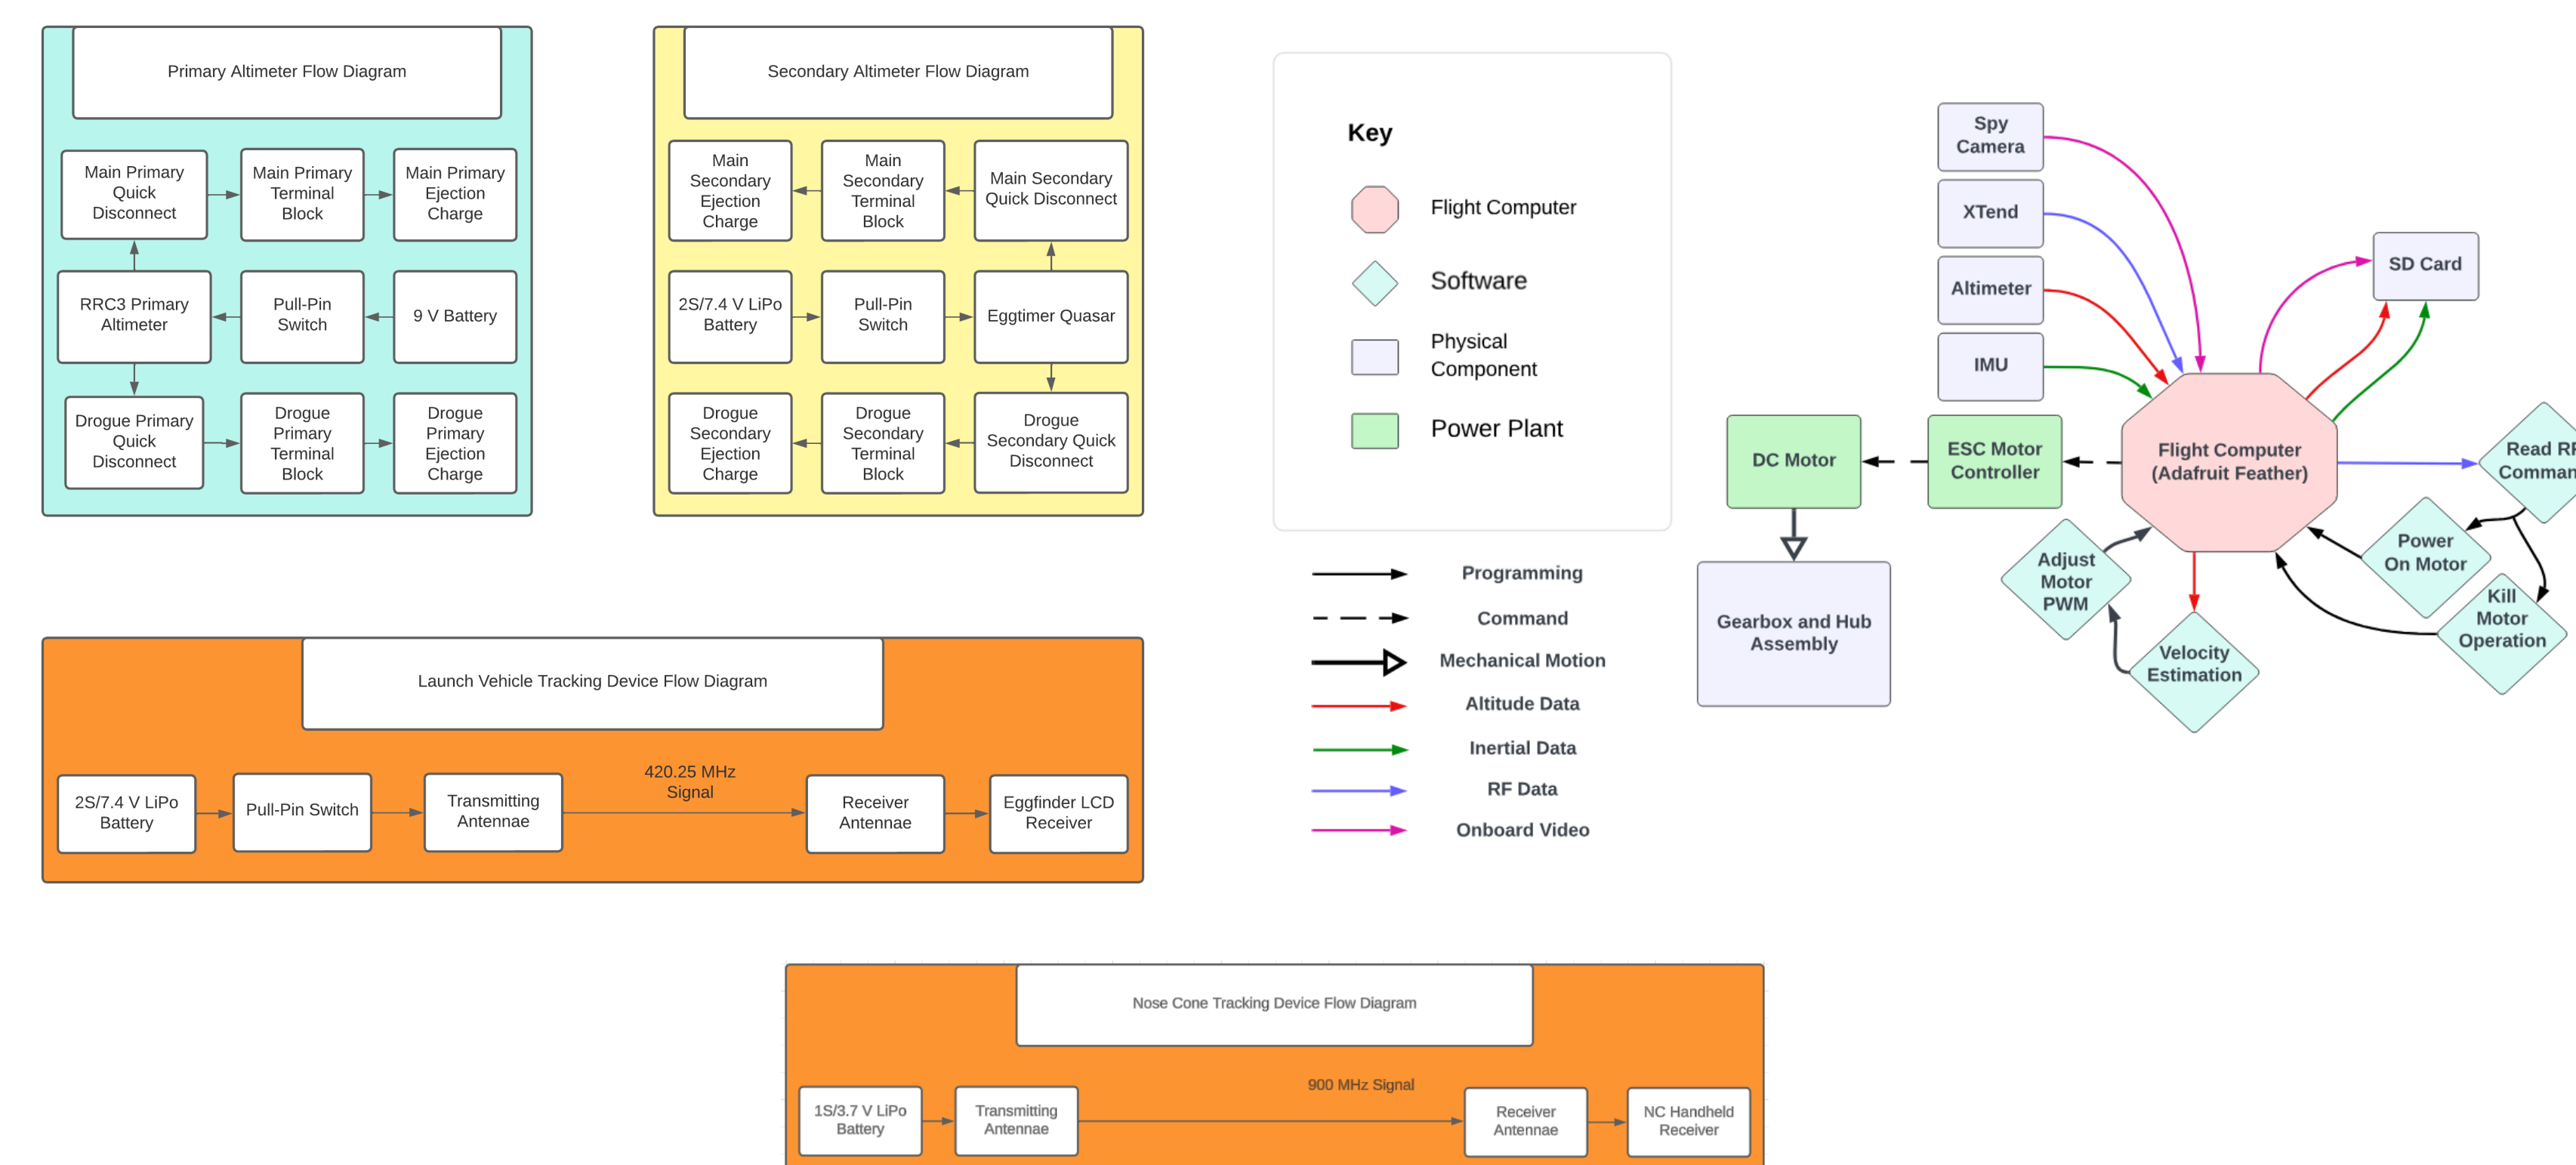 Primary Altimeter Flow Diagram
Main Primary
Quick
Disconnect
Main Primary
Terminal
Block
Main Primary
Ejection
Charge
RRC3 Primary
Altimeter
Pull-Pin
Switch
9 V Battery
Drogue Primary
Quick
Disconnect
Drogue
Primary
Terminal
Block
Drogue
Primary
Ejection
Charge
Secondary Altimeter Flow Diagram
Main
Secondary
Ejection
Charge
Main
Secondary
Terminal
Block
Main Secondary
Quick Disconnect
2S/7.4 V LiPo
Battery
Pull-Pin
Switch
Eggtimer Quasar
Drogue
Secondary
Ejection
Charge
Drogue
Secondary
Terminal
Block
Drogue
Secondary Quick
Disconnect
Key
Flight Computer
Software
Physical
Component
Power Plant
Programming
Command
Mechanical Motion
Altitude Data
Inertial Data
RF Data
Onboard Video
Spy
Camera
XTend
Altimeter
IMU
SD Card
DC Motor
ESC Motor
Controller
Flight Computer
(Adafruit Feather)
Read
Power
On Motor
Adjust
Motor
PWM
Kill
Motor
Operation
Gearbox and Hub
Assembly
Velocity
Estimation
Launch Vehicle Tracking Device Flow Diagram
2S/7.4 V LiPo
Battery
Pull-Pin Switch
Transmitting
Antennae
420.25 MHz
Signal
Receiver
Antennae
Eggfinder LCD
Receiver
Nose Cone Tracking Device Flow Diagram
1S/3.7 V LiPo
Battery
Transmitting
Antennae
900 MHz Signal
Receiver
Antennae
NC Handheld
Receiver